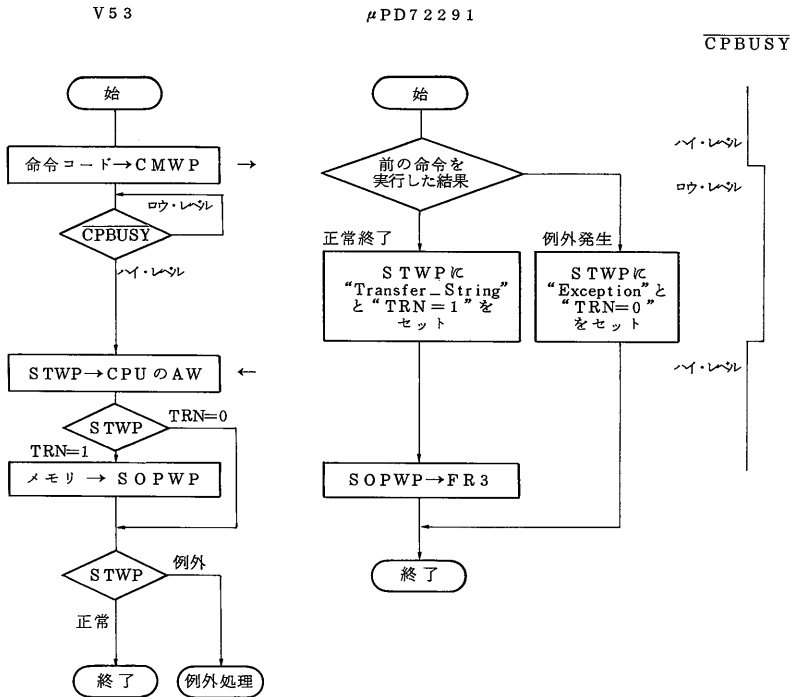 V53
始
命令コード→CMWP →
ロウ・レベル
CPBUSY
ハイ・レベル
STWP→CPUのAW ←
STWP
TRN=0
TRN=1
メモリ → SOPWP
STWP
例外
正常
終了
例外処理
μPD72291
始
前の命令を
実行した結果
正常終了
例外発生
STWPに
“Transfer_String”
と“TRN=1”を
セット
STWPに
“Exception”と
“TRN=0”
をセット
SOPWP→FR3
終了
CPBUSY
ハイ・レベル
ロウ・レベル
ハイ・レベル